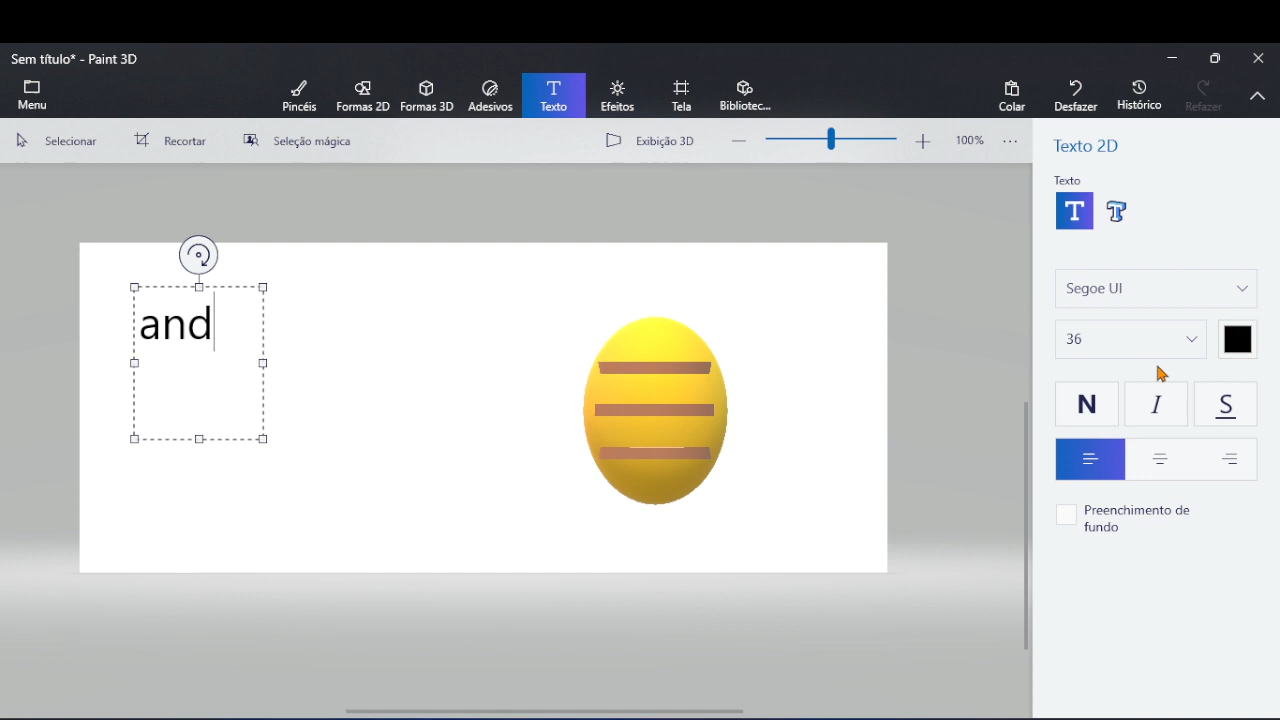 Sem título* - Paint 3D
Menu
Pincéis
Formas 2D
Formas 3D
Adesivos
Texto
Efeitos
Tela
Bibliotec...
Colar
Desfazer
Histórico
Refazer
Selecionar
Recortar
Seleção mágica
Exibição 3D
100%
Texto 2D
Texto
Segoe UI
36
N I S
Preenchimento de
fundo
and